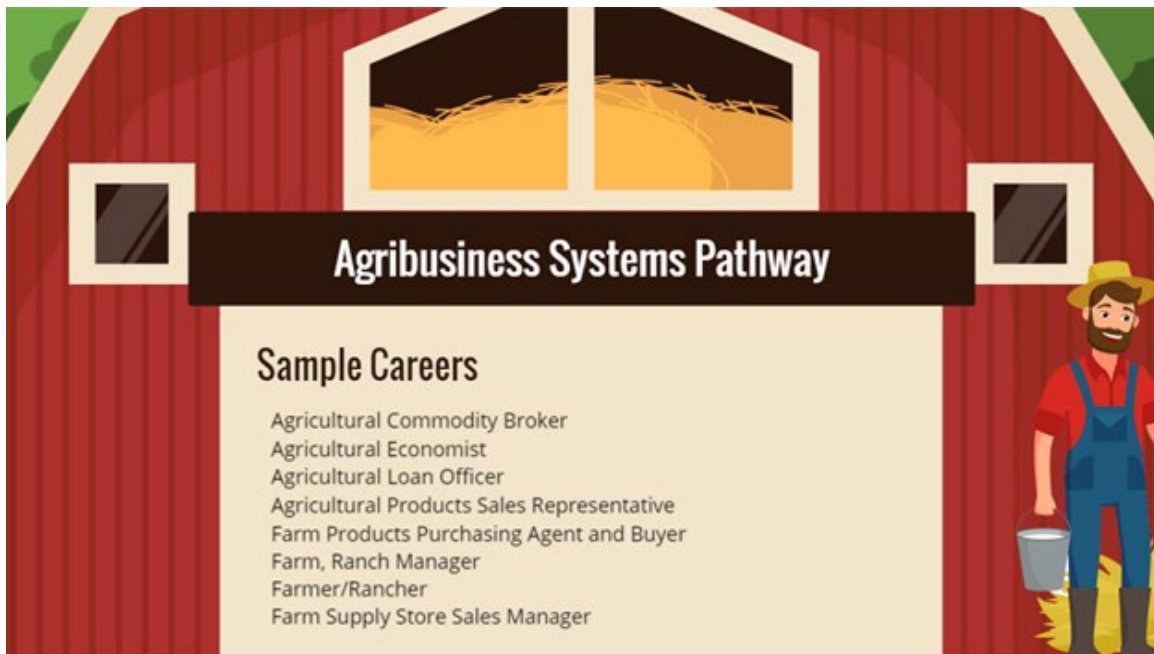 Agribusiness Systems Pathway
Sample Careers
Agricultural Commodity Broker
Agricultural Economist
Agricultural Loan Officer
Agricultural Products Sales Representative
Farm Products Purchasing Agent and Buyer
Farm, Ranch Manager
Farmer/Rancher
Farm Supply Store Sales Manager